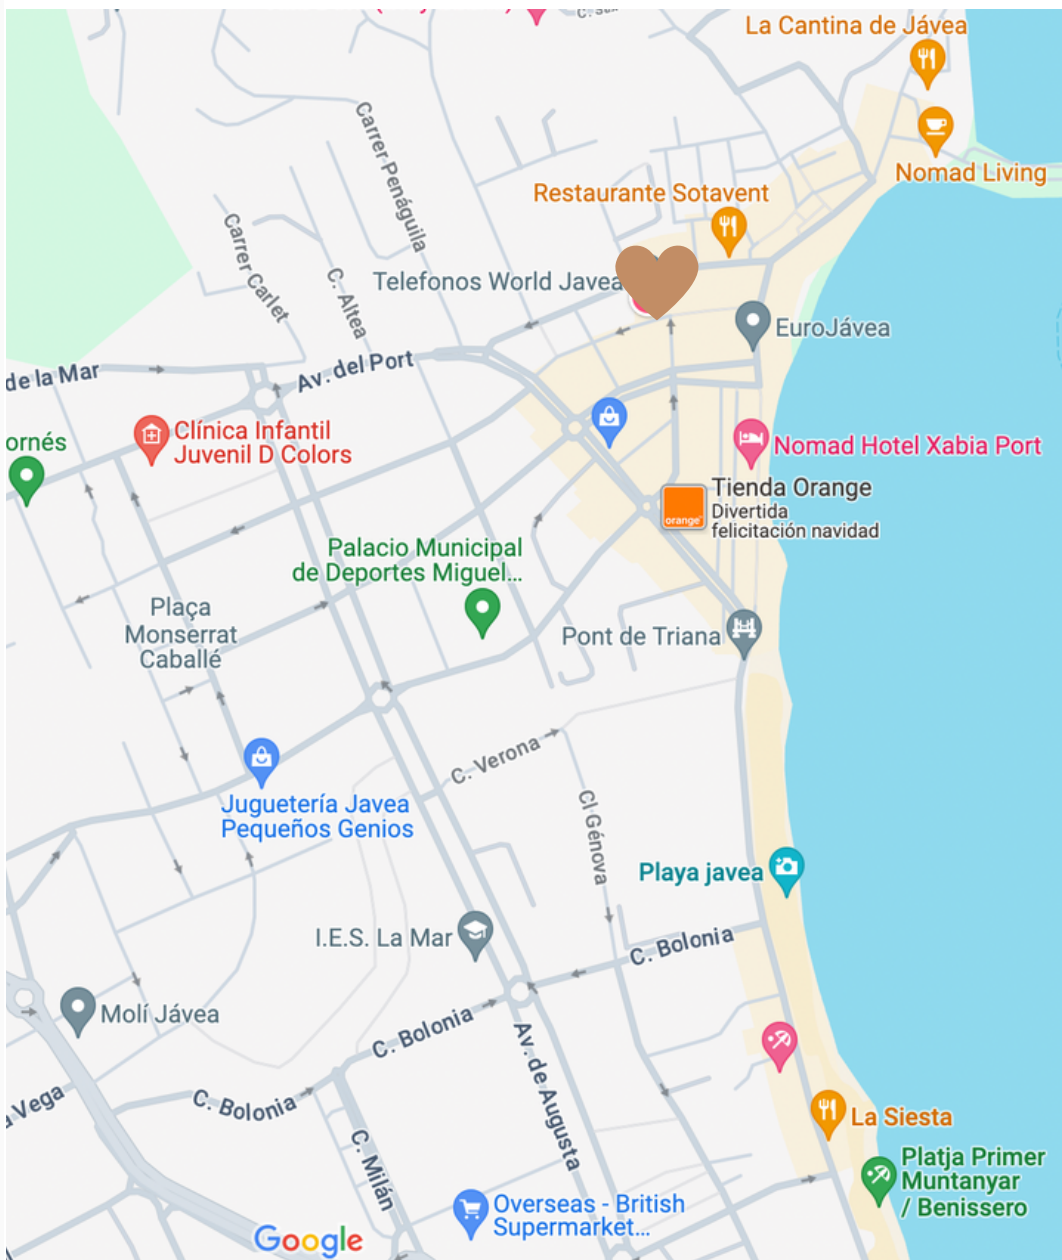 La Cantina de Jávea
Nomad Living
Carrer Penáguila
Restaurante Sotavent
Carrer Carlet
C. Altea
Telefonos World Javea
EuroJávea
de la Mar
Av. del Port
ornés
Clínica Infantil
Juvenil D Colors
Nomad Hotel Xabia Port
orange
Tienda Orange
Divertida
felicitación navidad
Palacio Municipal
de Deportes Miguel...
Plaça
Monserrat
Caballé
Pont de Triana
C. Verona
Juguetería Javea
Pequeños Genios
Cl Génova
Playa javea
I.E.S. La Mar
C. Bolonia
Molí Jávea
C. Bolonia
Av. de Augusta
C. Bolonia
a Vega
C. Milán
La Siesta
Platja Primer
Muntanyar
/ Benissero
Overseas - British
Supermarket...
Google